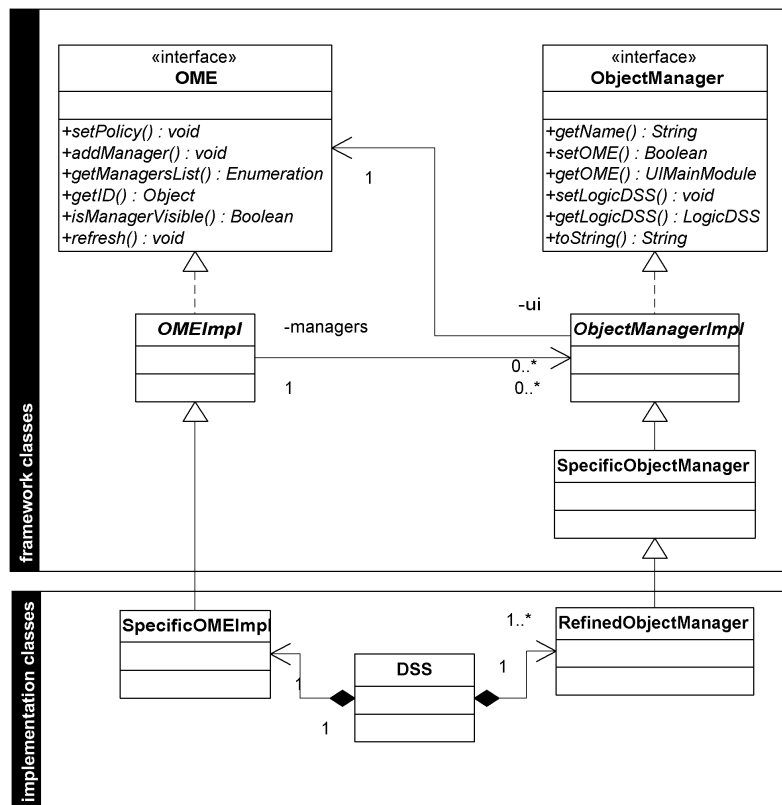 «interface»
OME
+setPolicy() : void
+addManager() : void
+getManagersList() : Enumeration
+getID() : Object
+isManagerVisible() : Boolean
+refresh() : void
«interface»
ObjectManager
+getName() : String
+setOME() : Boolean
+getOME() : UIMainModule
+setLogicDSS() : void
+getLogicDSS() : LogicDSS
+toString() : String
1
-ui
OMEImpl
-managers
ObjectManagerImpl
0..*
1
0..*
SpecificObjectManager
framework classes
SpecificOMEImpl
1..*
RefinedObjectManager
DSS
1
1
1
implementation classes